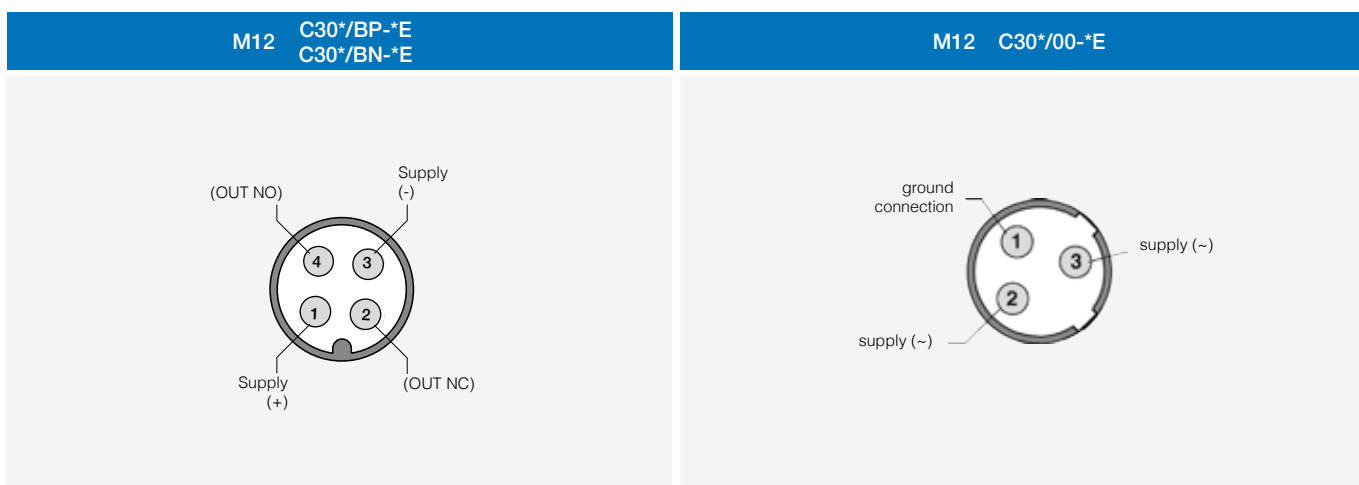 M12
C30*/BP-*E
C30*/BN-*E
M12 C30*/00-*E
(OUT NO)
Supply
(-)
4
3
1
2
Supply
(+)
(OUT NC)
ground
connection
1
3
supply (~)
2
supply (~)